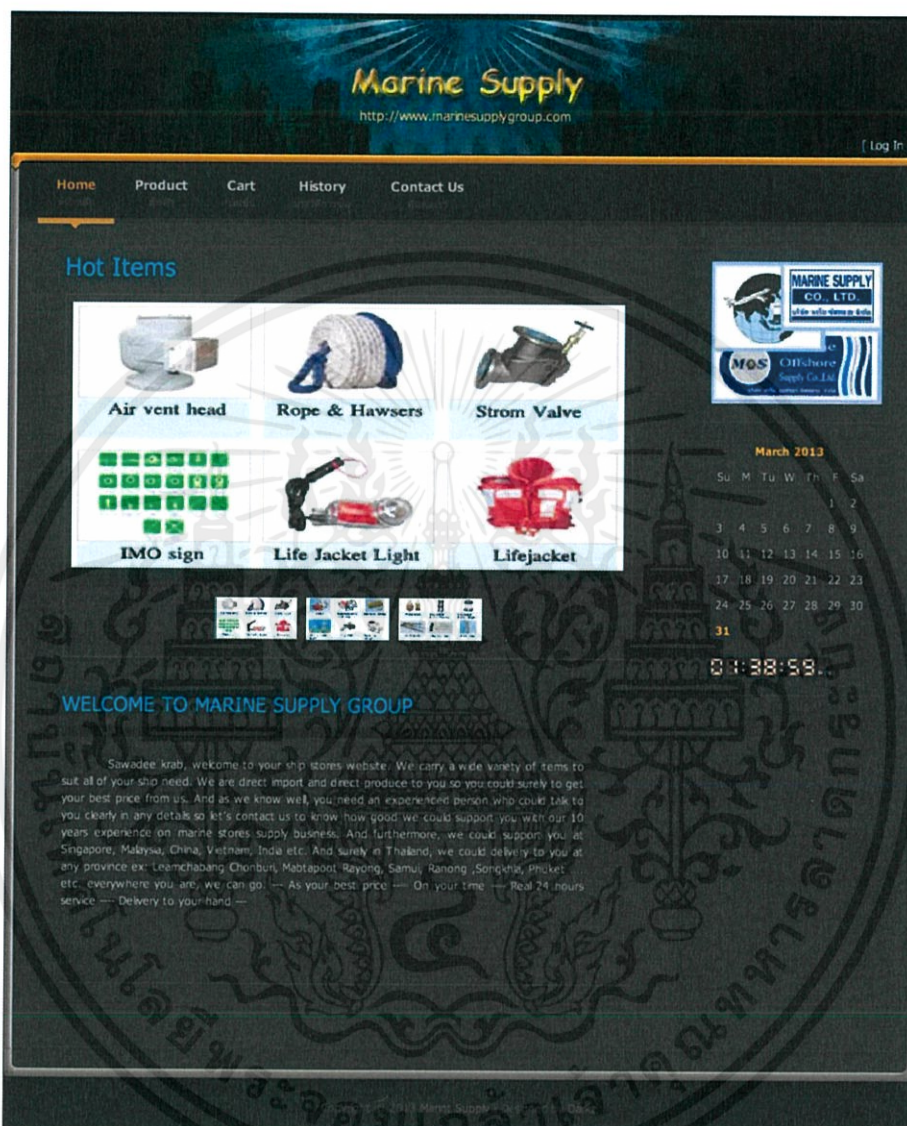 Marine Supply
http://www.marinesupplygroup.com
[ Log In
Home Product Cart History Contact Us
Hot Items
Air vent head Rope & Hawsers Strom Valve
IMO sign Life Jacket Light Lifejacket
MARINE SUPPLY
CO., LTD.
MOS Offshore
Supply Co.,Ltd.
March 2013
Su M Tu W Th F Sa
1 2
3 4 5 6 7 8 9
10 11 12 13 14 15 16
17 18 19 20 21 22 23
24 25 26 27 28 29 30
31
01:38:59
WELCOME TO MARINE SUPPLY GROUP
Sawadee krab, welcome to your ship stores website. We carry a wide variety of items to
suit all of your ship need. We are direct import and direct produce to you so you could surely to get
your best price from us. And as we know well, you need an experienced person who could talk to
you clearly in any details so let's contact us to know how good we could support you with our 10
years experience on marine stores supply business. And furthermore, we could support you at
Singapore, Malaysia, China, Vietnam, India etc. And surely in Thailand, we could delivery to you at
any province ex: Leamchabang Chonburi, Mabtapont Rayong, Samui, Ranong ,Songkhla, Phuket
etc. everywhere you are, we can go. --- As your best price ---- On your time ---- Real 24 hours
service ---- Delivery to your hand ---
Copyright © 2013 Marine Supply